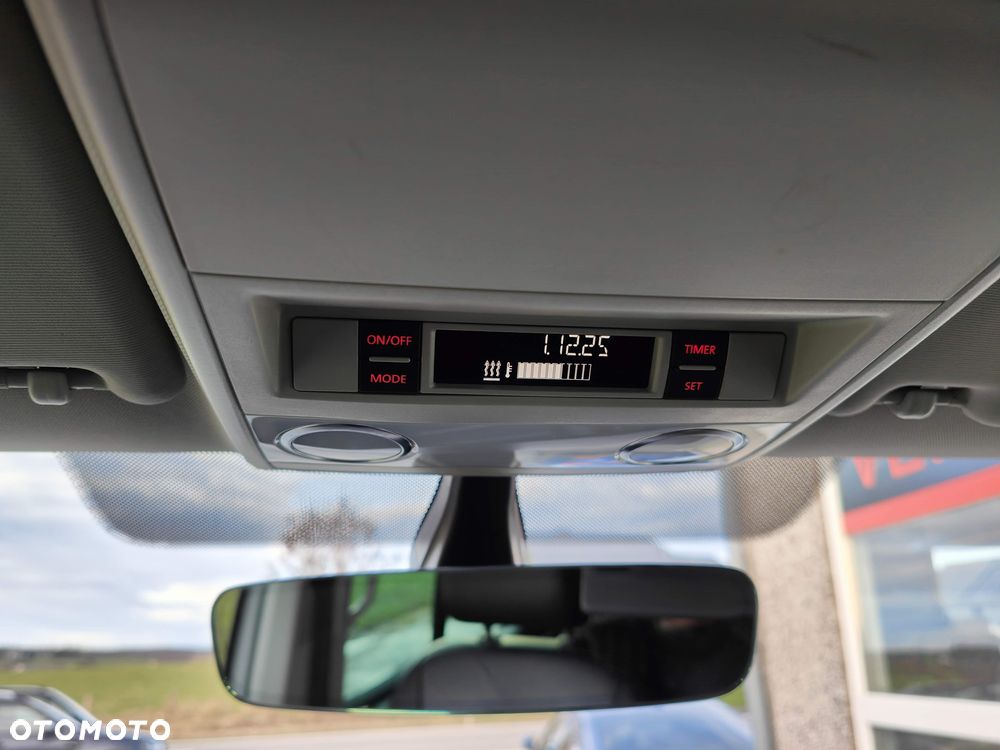 ON/OFF
MODE
1.12.25
TIMER
SET
OTOMOTO